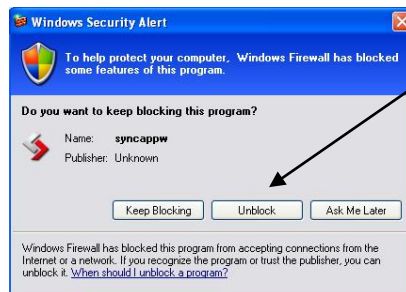 Windows Security Alert
To help protect your computer, Windows Firewall has blocked
some features of this program.
Do you want to keep blocking this program?
Name: syncappw
Publisher: Unknown
Keep Blocking Unblock Ask Me Later
Windows Firewall has blocked this program from accepting connections from the
Internet or a network. If you recognize the program or trust the publisher, you can
unblock it. When should I unblock a program?